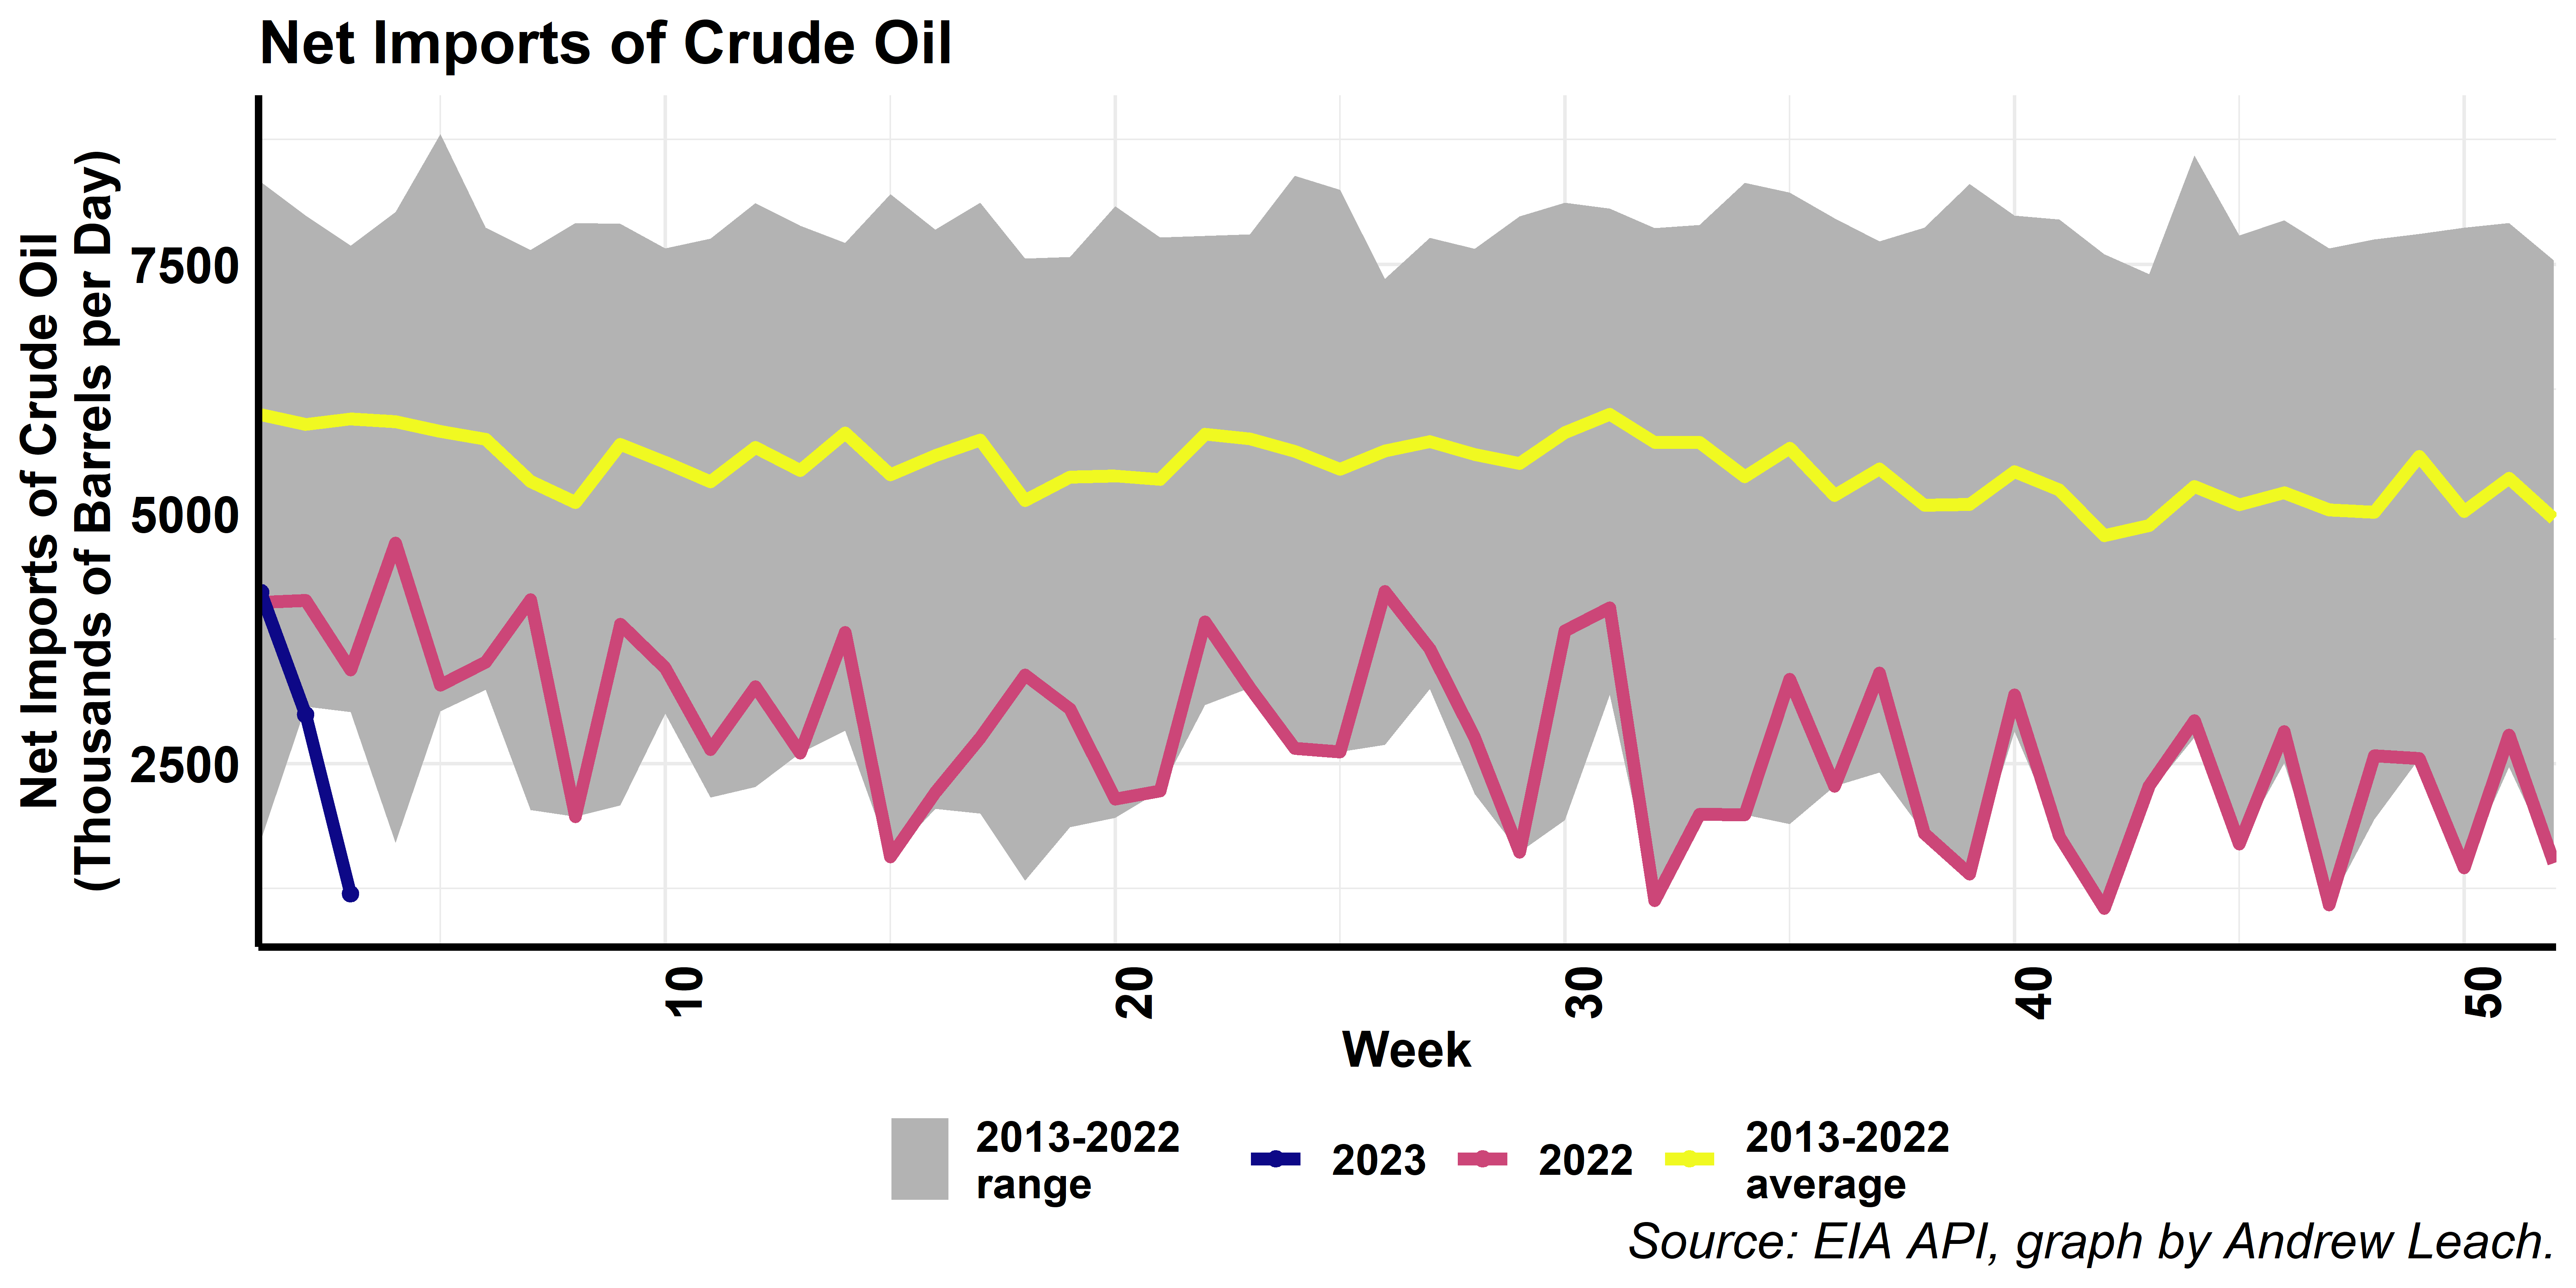 Net Imports of Crude Oil
Net Imports of Crude Oil
(Thousands of Barrels per Day)
7500
5000
2500
10
20
30
40
50
Week
2013-2022
range
2023
2022
2013-2022
average
Source: EIA API, graph by Andrew Leach.